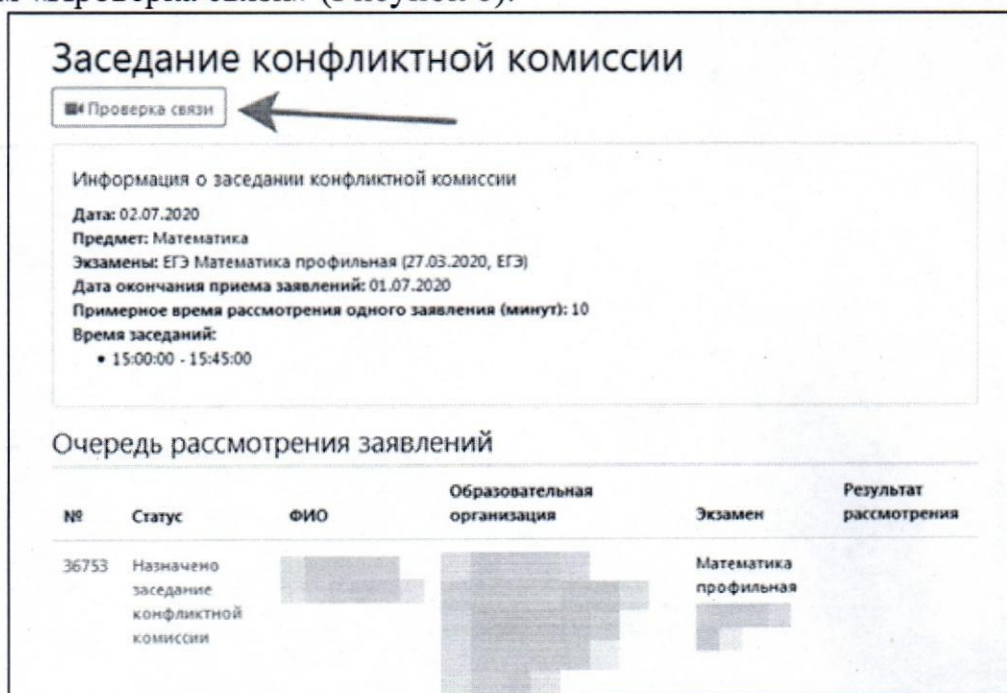 Заседание конфликтной комиссии
Проверка связи
Информация о заседании конфликтной комиссии
Дата: 02.07.2020
Предмет: Математика
Экзамены: ЕГЭ Математика профильная (27.03.2020, ЕГЭ)
Дата окончания приема заявлений: 01.07.2020
Примерное время рассмотрения одного заявления (минут): 10
Время заседаний:
• 15:00:00 - 15:45:00
Очередь рассмотрения заявлений
№ Статус ФИО Образовательная организация Экзамен Результат рассмотрения
36753 Назначено заседание конфликтной комиссии Математика профильная